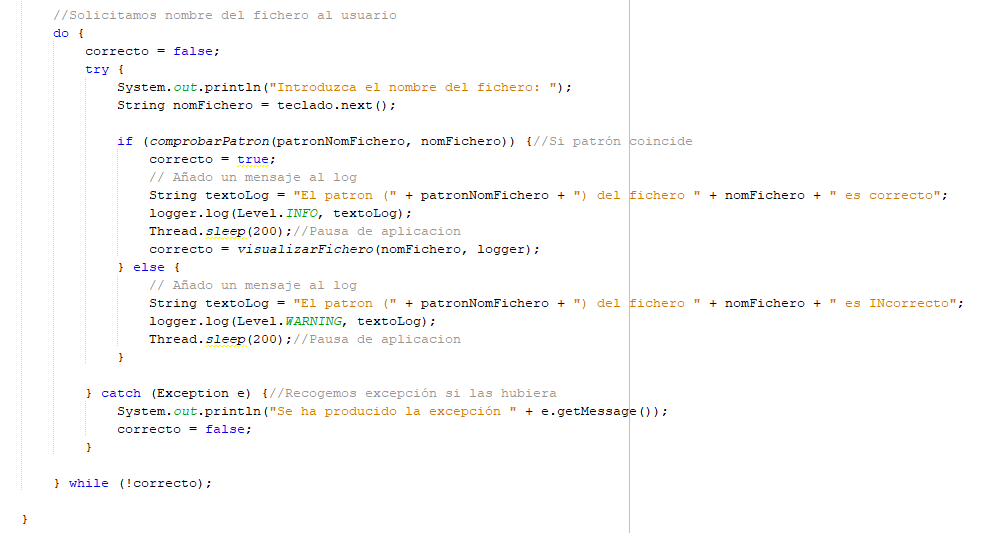 //Solicitamos nombre del fichero al usuario
do {
correcto = false;
try {
System.out.println("Introduzca el nombre del fichero: ");
String nomFichero = teclado.next();
if (comprobarPatron(patronNomFichero, nomFichero)) {//Si patrón coincide
correcto = true;
// Añado un mensaje al log
String textoLog = "El patron (" + patronNomFichero + ") del fichero " + nomFichero + " es correcto";
logger.log(Level.INFO, textoLog);
Thread.sleep(200);//Pausa de aplicacion
correcto = visualizarFichero(nomFichero, logger);
} else {
// Añado un mensaje al log
String textoLog = "El patron (" + patronNomFichero + ") del fichero " + nomFichero + " es INcorrecto";
logger.log(Level.WARNING, textoLog);
Thread.sleep(200);//Pausa de aplicacion
}
} catch (Exception e) {//Recogemos excepción si las hubiera
System.out.println("Se ha producido la excepción " + e.getMessage());
correcto = false;
}
} while (!correcto);
}